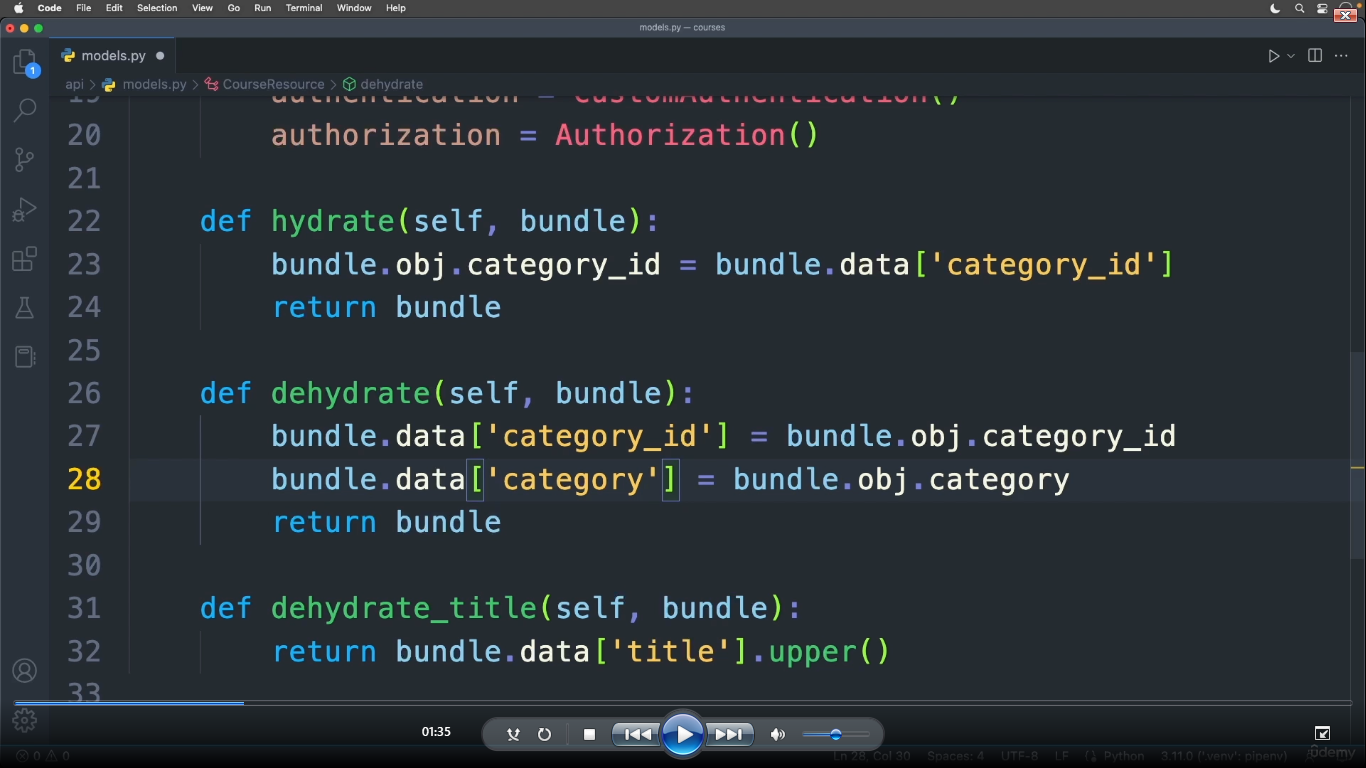 Code File Edit Selection View Go Run Terminal Window Help
models.py — courses
models.py
1
api > models.py > CourseResource > dehydrate
19 authentication = CustomAuthentication()
20 authorization = Authorization()
21
22 def hydrate(self, bundle):
23 bundle.obj.category_id = bundle.data['category_id']
24 return bundle
25
26 def dehydrate(self, bundle):
27 bundle.data['category_id'] = bundle.obj.category_id
28 bundle.data['category'] = bundle.obj.category
29 return bundle
30
31 def dehydrate_title(self, bundle):
32 return bundle.data['title'].upper()
33
01:35
0 0 Ln 28, Col 30 Spaces: 4 UTF-8 LF Python 3.11.0 ('.venv': pipenv)
ûdemy